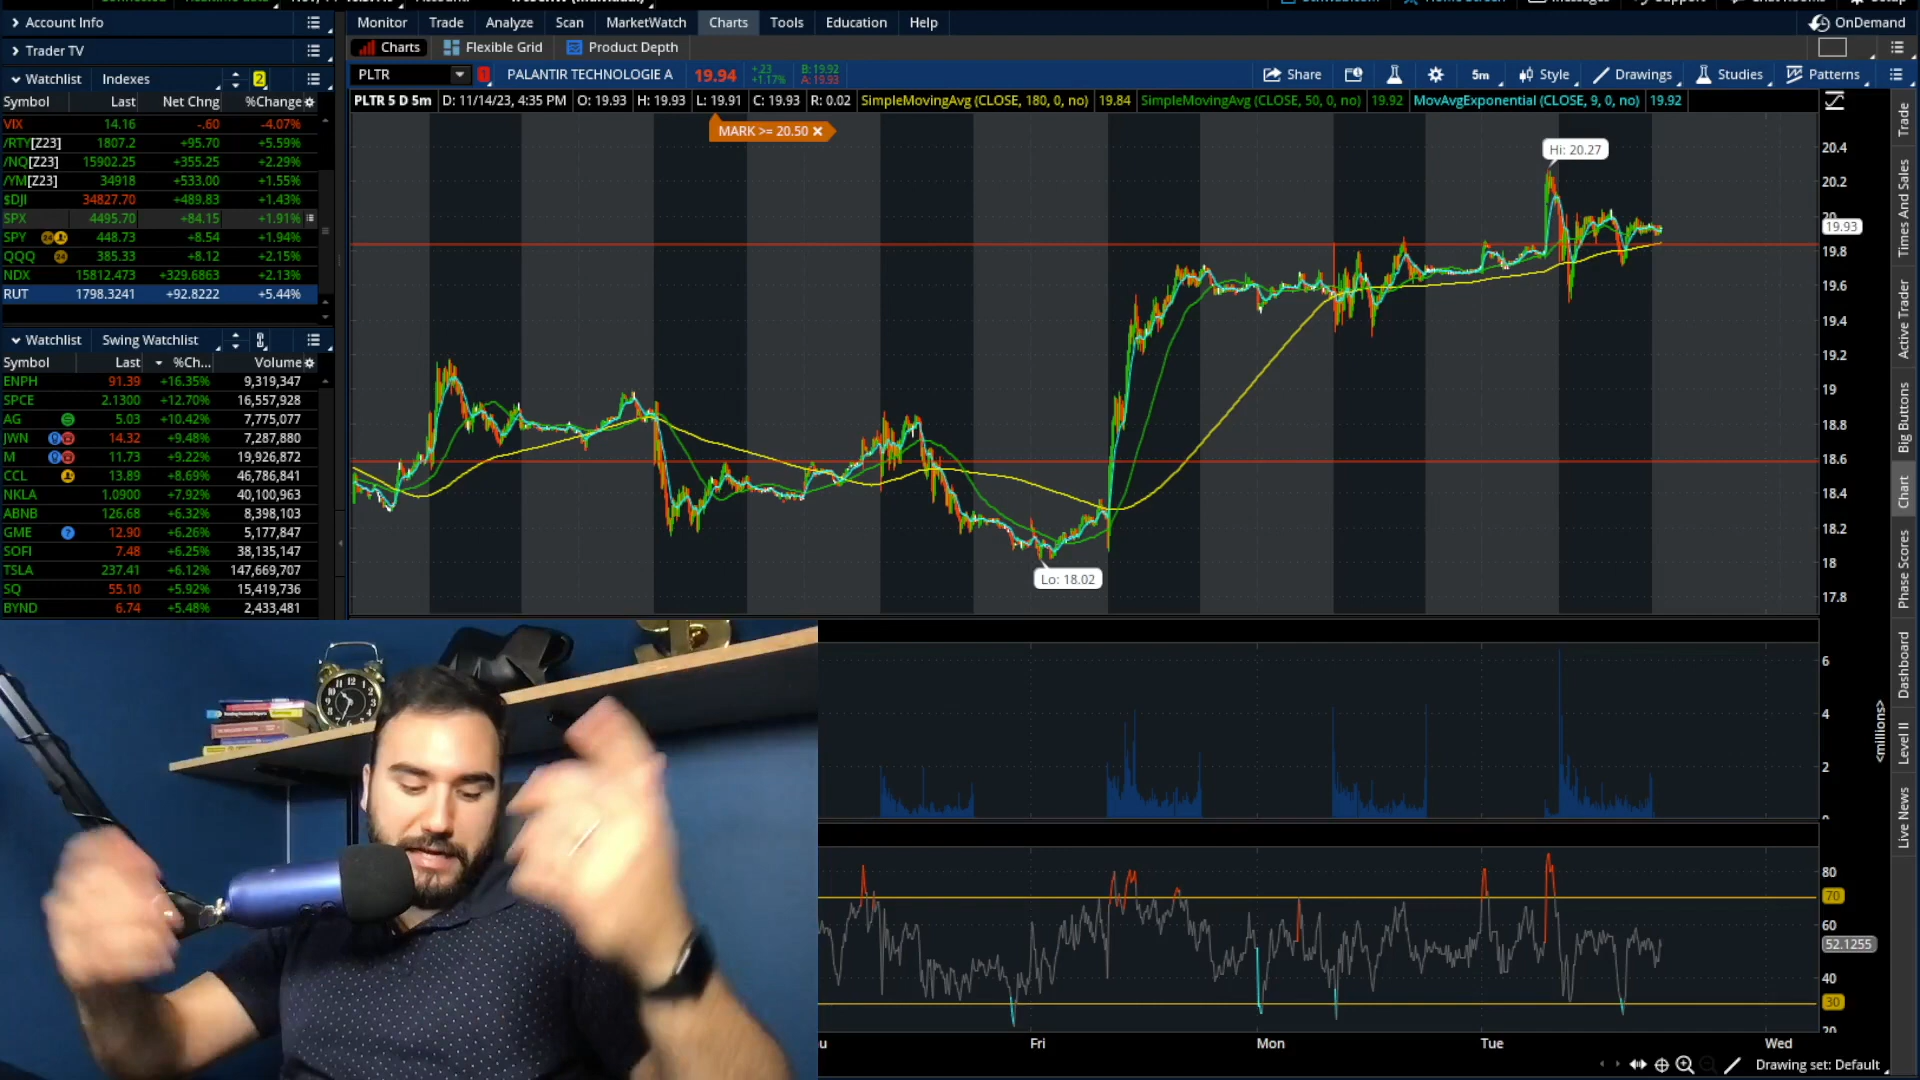 Account Info
Trader TV
Watchlist Indexes 2
Symbol Last Net Chng %Change
VIX 14.16 -.60 -4.07%
/RTY[Z23] 1807.2 +95.70 +5.59%
/NQ[Z23] 15902.25 +355.25 +2.29%
/YM[Z23] 34918 +533.00 +1.55%
$DJI 34827.70 +489.83 +1.43%
SPX 4495.70 +84.15 +1.91%
SPY 448.73 +8.54 +1.94%
QQQ 385.33 +8.12 +2.15%
NDX 15812.473 +329.6863 +2.13%
RUT 1798.3241 +92.8222 +5.44%
Watchlist Swing Watchlist
Symbol Last %Ch... Volume
ENPH 91.39 +16.35% 9,319,347
SPCE 2.1300 +12.70% 16,557,928
AG 5.03 +10.42% 7,775,077
JWN 14.32 +9.48% 7,287,880
M 11.73 +9.22% 19,926,872
CCL 13.89 +8.69% 46,786,841
NKLA 1.0900 +7.92% 40,100,963
ABNB 126.68 +6.32% 8,398,103
GME 12.90 +6.26% 5,177,847
SOFI 7.48 +6.25% 38,135,147
TSLA 237.41 +6.12% 147,669,707
SQ 55.10 +5.92% 15,419,736
BYND 6.74 +5.48% 2,433,481
Monitor Trade Analyze Scan MarketWatch Charts Tools Education Help
OnDemand
Charts Flexible Grid Product Depth
PLTR PALANTIR TECHNOLOGIE A 19.94 +.23 +1.17% B: 19.92 A: 19.93 Share 5m Style Drawings Studies Patterns
PLTR 5 D 5m D: 11/14/23, 4:35 PM O: 19.93 H: 19.93 L: 19.91 C: 19.93 R: 0.02 SimpleMovingAvg (CLOSE, 180, 0, no) 19.84 SimpleMovingAvg (CLOSE, 50, 0, no) 19.92 MovAvgExponential (CLOSE, 9, 0, no) 19.92
MARK >= 20.50
Hi: 20.27
Lo: 18.02
20.4
20.2
20
19.93
19.8
19.6
19.4
19.2
19
18.8
18.6
18.4
18.2
18
17.8
6
4
2
<millions>
80
70
60
52.1255
40
30
20
Fri Mon Tue Wed
Drawing set: Default
Trade
Times And Sales
Active Trader
Big Buttons
Chart
Phase Scores
Dashboard
Level II
Live News